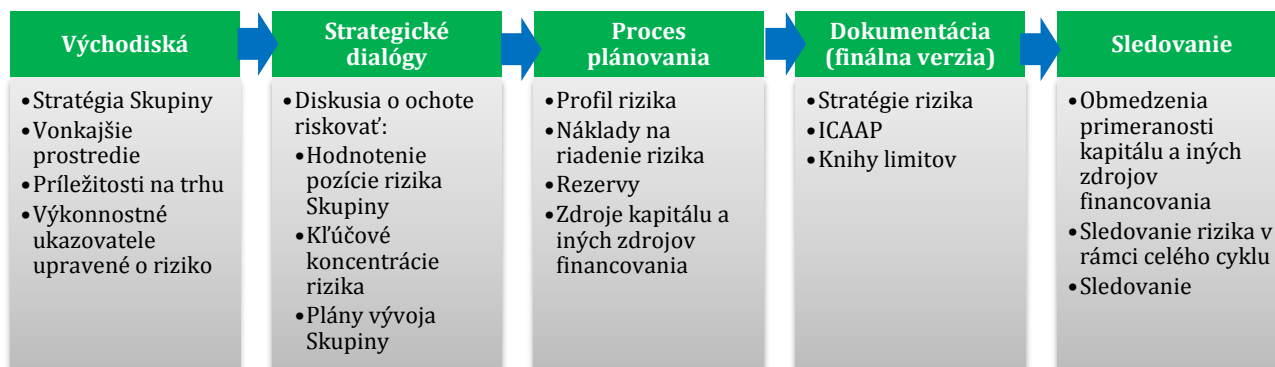 Východiská
•Stratégia Skupiny
•Vonkajšie
prostredie
•Príležitosti na trhu
•Výkonnostné
ukazovatele
upravené o riziko
Strategické
dialógy
•Diskusia o ochote
riskovať:
•Hodnotenie
pozície rizika
Skupiny
•Kľúčové
koncentrácie
rizika
•Plány vývoja
Skupiny
Proces
plánovania
•Profil rizika
•Náklady na
riadenie rizika
•Rezervy
•Zdroje kapitálu a
iných zdrojov
financovania
Dokumentácia
(finálna verzia)
•Stratégie rizika
•ICAAP
•Knihy limitov
Sledovanie
•Obmedzenia
primeranosti
kapitálu a iných
zdrojov
financovania
•Sledovanie rizika v
rámci celého cyklu
•Sledovanie